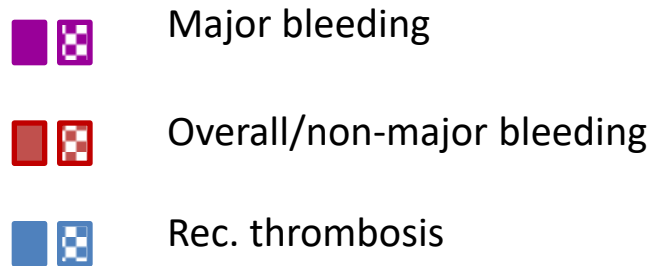 Major bleeding
Overall/non-major bleeding
Rec. thrombosis